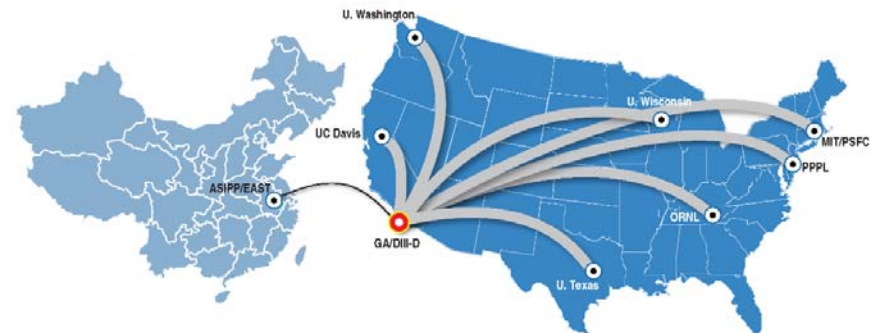 U. Washington
U. Wisconsin
UC Davis
MIT/PSFC
PPPL
ASIPP/EAST
ORNL
GA/DIII-D
U. Texas